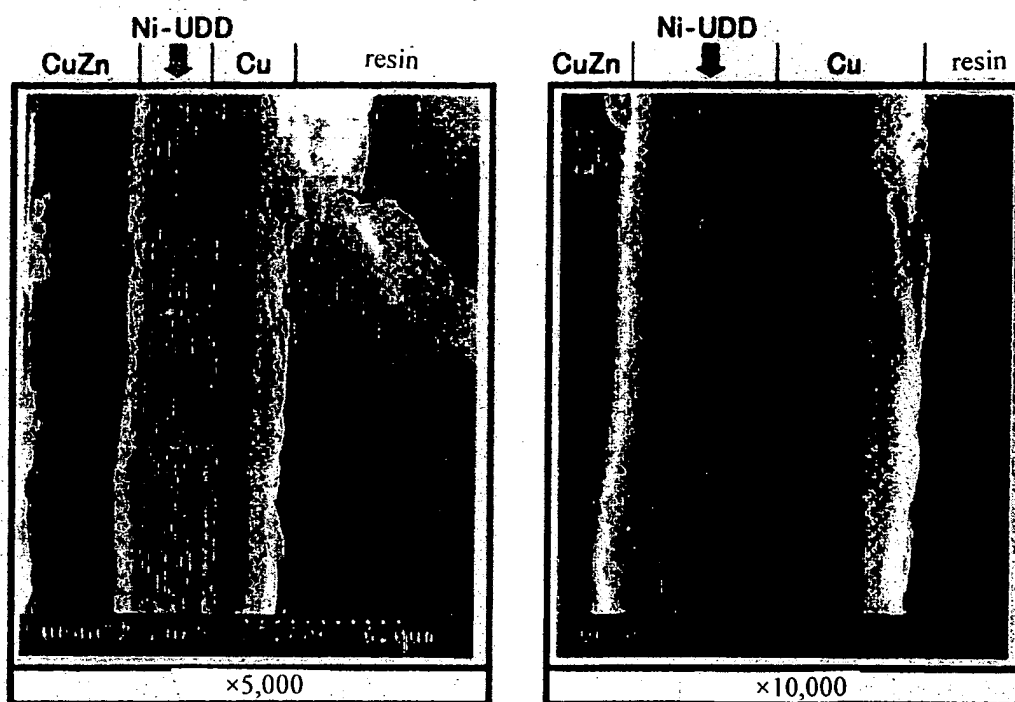 Ni-UDD
CuZn Cu resin
×5,000
Ni-UDD
CuZn Cu resin
×10,000